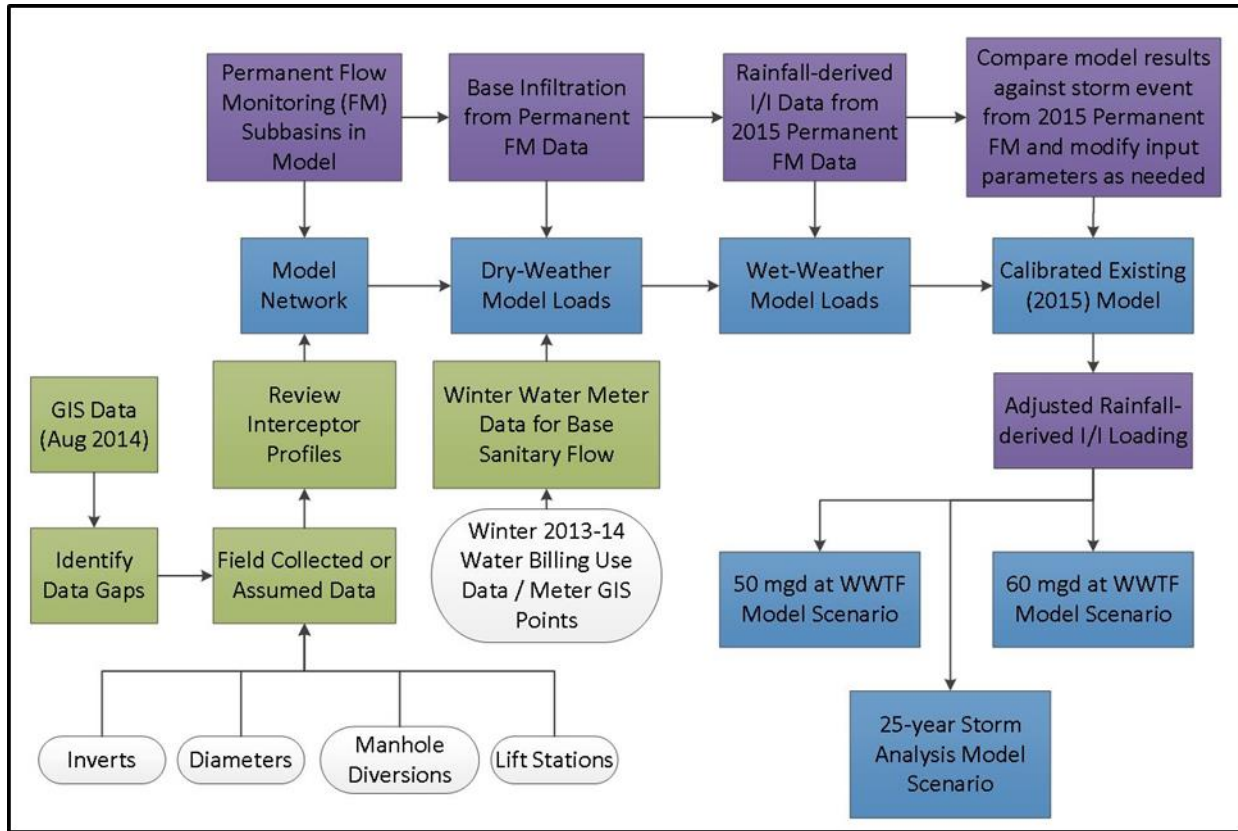 Permanent Flow
Monitoring (FM)
Subbasins in
Model
Base Infiltration
from Permanent
FM Data
Rainfall-derived
I/I Data from
2015 Permanent
FM Data
Compare model results
against storm event
from 2015 Permanent
FM and modify input
parameters as needed
Model
Network
Dry-Weather
Model Loads
Wet-Weather
Model Loads
Calibrated Existing
(2015) Model
GIS Data
(Aug 2014)
Review
Interceptor
Profiles
Winter Water Meter
Data for Base
Sanitary Flow
Adjusted Rainfall-
derived I/I Loading
Identify
Data Gaps
Field Collected or
Assumed Data
Winter 2013-14
Water Billing Use
Data / Meter GIS
Points
50 mgd at WWTF
Model Scenario
60 mgd at WWTF
Model Scenario
Inverts
Diameters
Manhole
Diversions
Lift Stations
25-year Storm
Analysis Model
Scenario